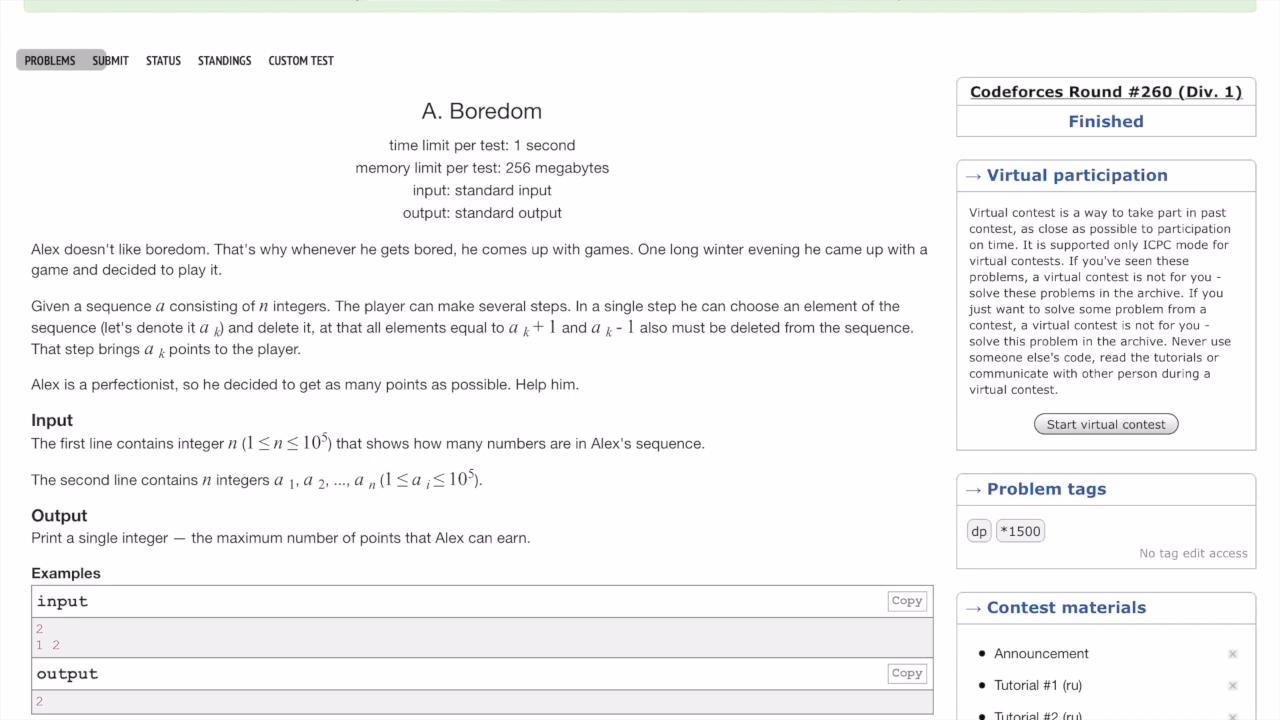 PROBLEMS SUBMIT STATUS STANDINGS CUSTOM TEST
A. Boredom
time limit per test: 1 second
memory limit per test: 256 megabytes
input: standard input
output: standard output
Alex doesn't like boredom. That's why whenever he gets bored, he comes up with games. One long winter evening he came up with a
game and decided to play it.
Given a sequence a consisting of n integers. The player can make several steps. In a single step he can choose an element of the
sequence (let's denote it a k) and delete it, at that all elements equal to a k + 1 and a k - 1 also must be deleted from the sequence.
That step brings a k points to the player.
Alex is a perfectionist, so he decided to get as many points as possible. Help him.
Input
The first line contains integer n (1 ≤ n ≤ 10^5) that shows how many numbers are in Alex's sequence.
The second line contains n integers a 1, a 2, ..., a n (1 ≤ a i ≤ 10^5).
Output
Print a single integer — the maximum number of points that Alex can earn.
Examples
input
Copy
2
1 2
output
Copy
2
Codeforces Round #260 (Div. 1)
Finished
→ Virtual participation
Virtual contest is a way to take part in past
contest, as close as possible to participation
on time. It is supported only ICPC mode for
virtual contests. If you've seen these
problems, a virtual contest is not for you -
solve these problems in the archive. If you
just want to solve some problem from a
contest, a virtual contest is not for you -
solve this problem in the archive. Never use
someone else's code, read the tutorials or
communicate with other person during a
virtual contest.
Start virtual contest
→ Problem tags
dp *1500
No tag edit access
→ Contest materials
Announcement
Tutorial #1 (ru)
Tutorial #2 (ru)